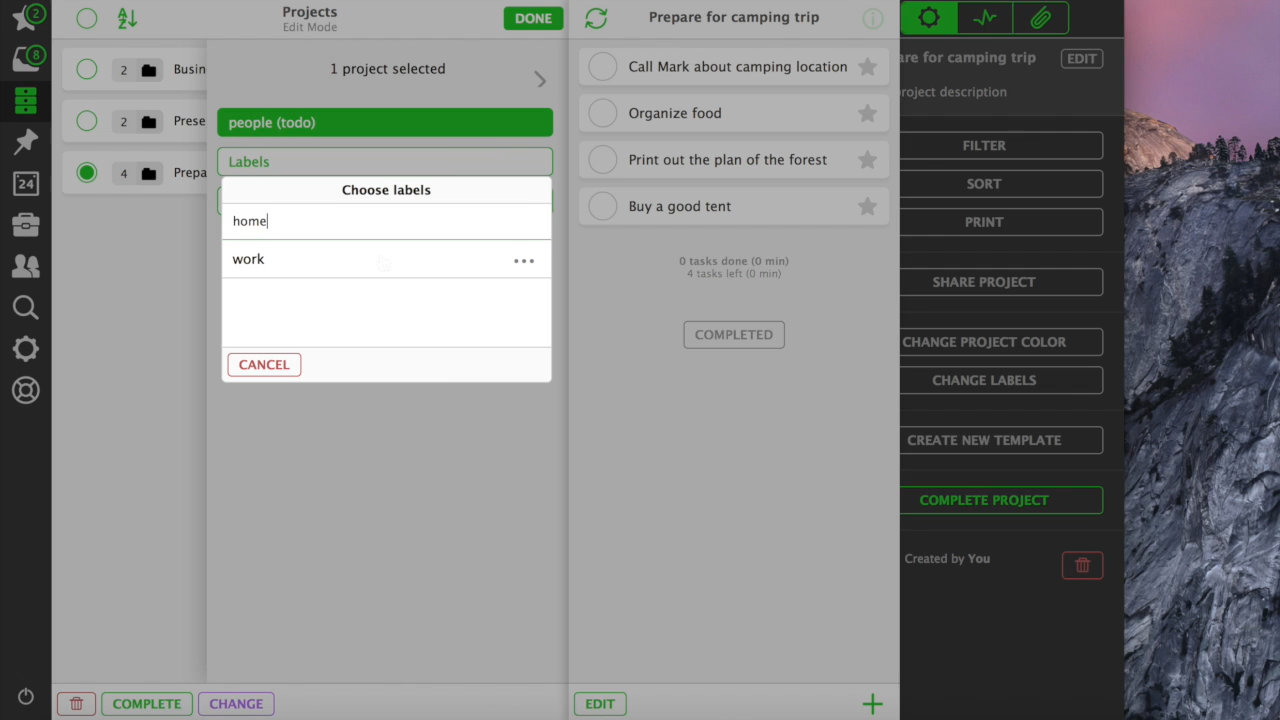 2
8
24
A
Z
Projects
Edit Mode
DONE
2
Busin
2
Prese
4
Prepa
1 project selected
people (todo)
Labels
Choose labels
home
work
CANCEL
COMPLETE
CHANGE
Prepare for camping trip
Call Mark about camping location
Organize food
Print out the plan of the forest
Buy a good tent
0 tasks done (0 min)
4 tasks left (0 min)
COMPLETED
EDIT
are for camping trip
EDIT
project description
FILTER
SORT
PRINT
SHARE PROJECT
CHANGE PROJECT COLOR
CHANGE LABELS
CREATE NEW TEMPLATE
COMPLETE PROJECT
Created by You